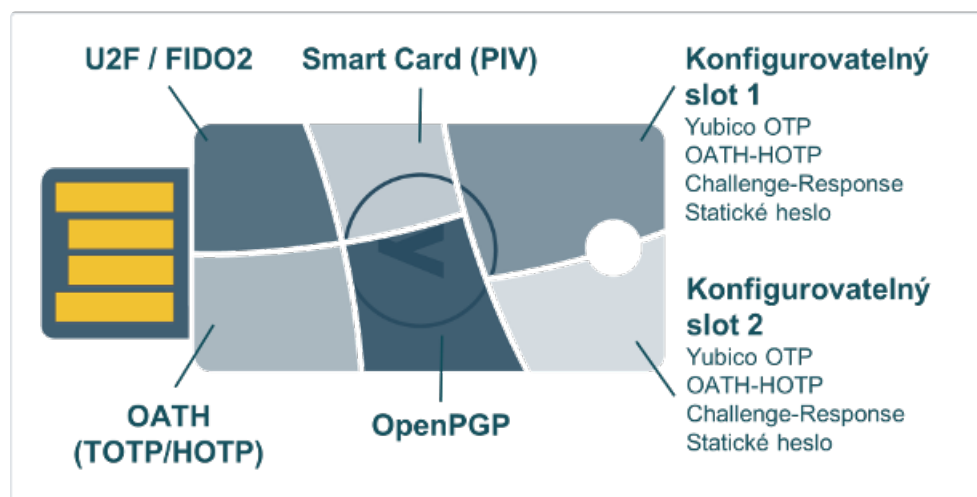 U2F / FIDO2
Smart Card (PIV)
Konfigurovatelný
slot 1
Yubico OTP
OATH-HOTP
Challenge-Response
Statické heslo
Konfigurovatelný
slot 2
Yubico OTP
OATH-HOTP
Challenge-Response
Statické heslo
OATH
(TOTP/HOTP)
OpenPGP